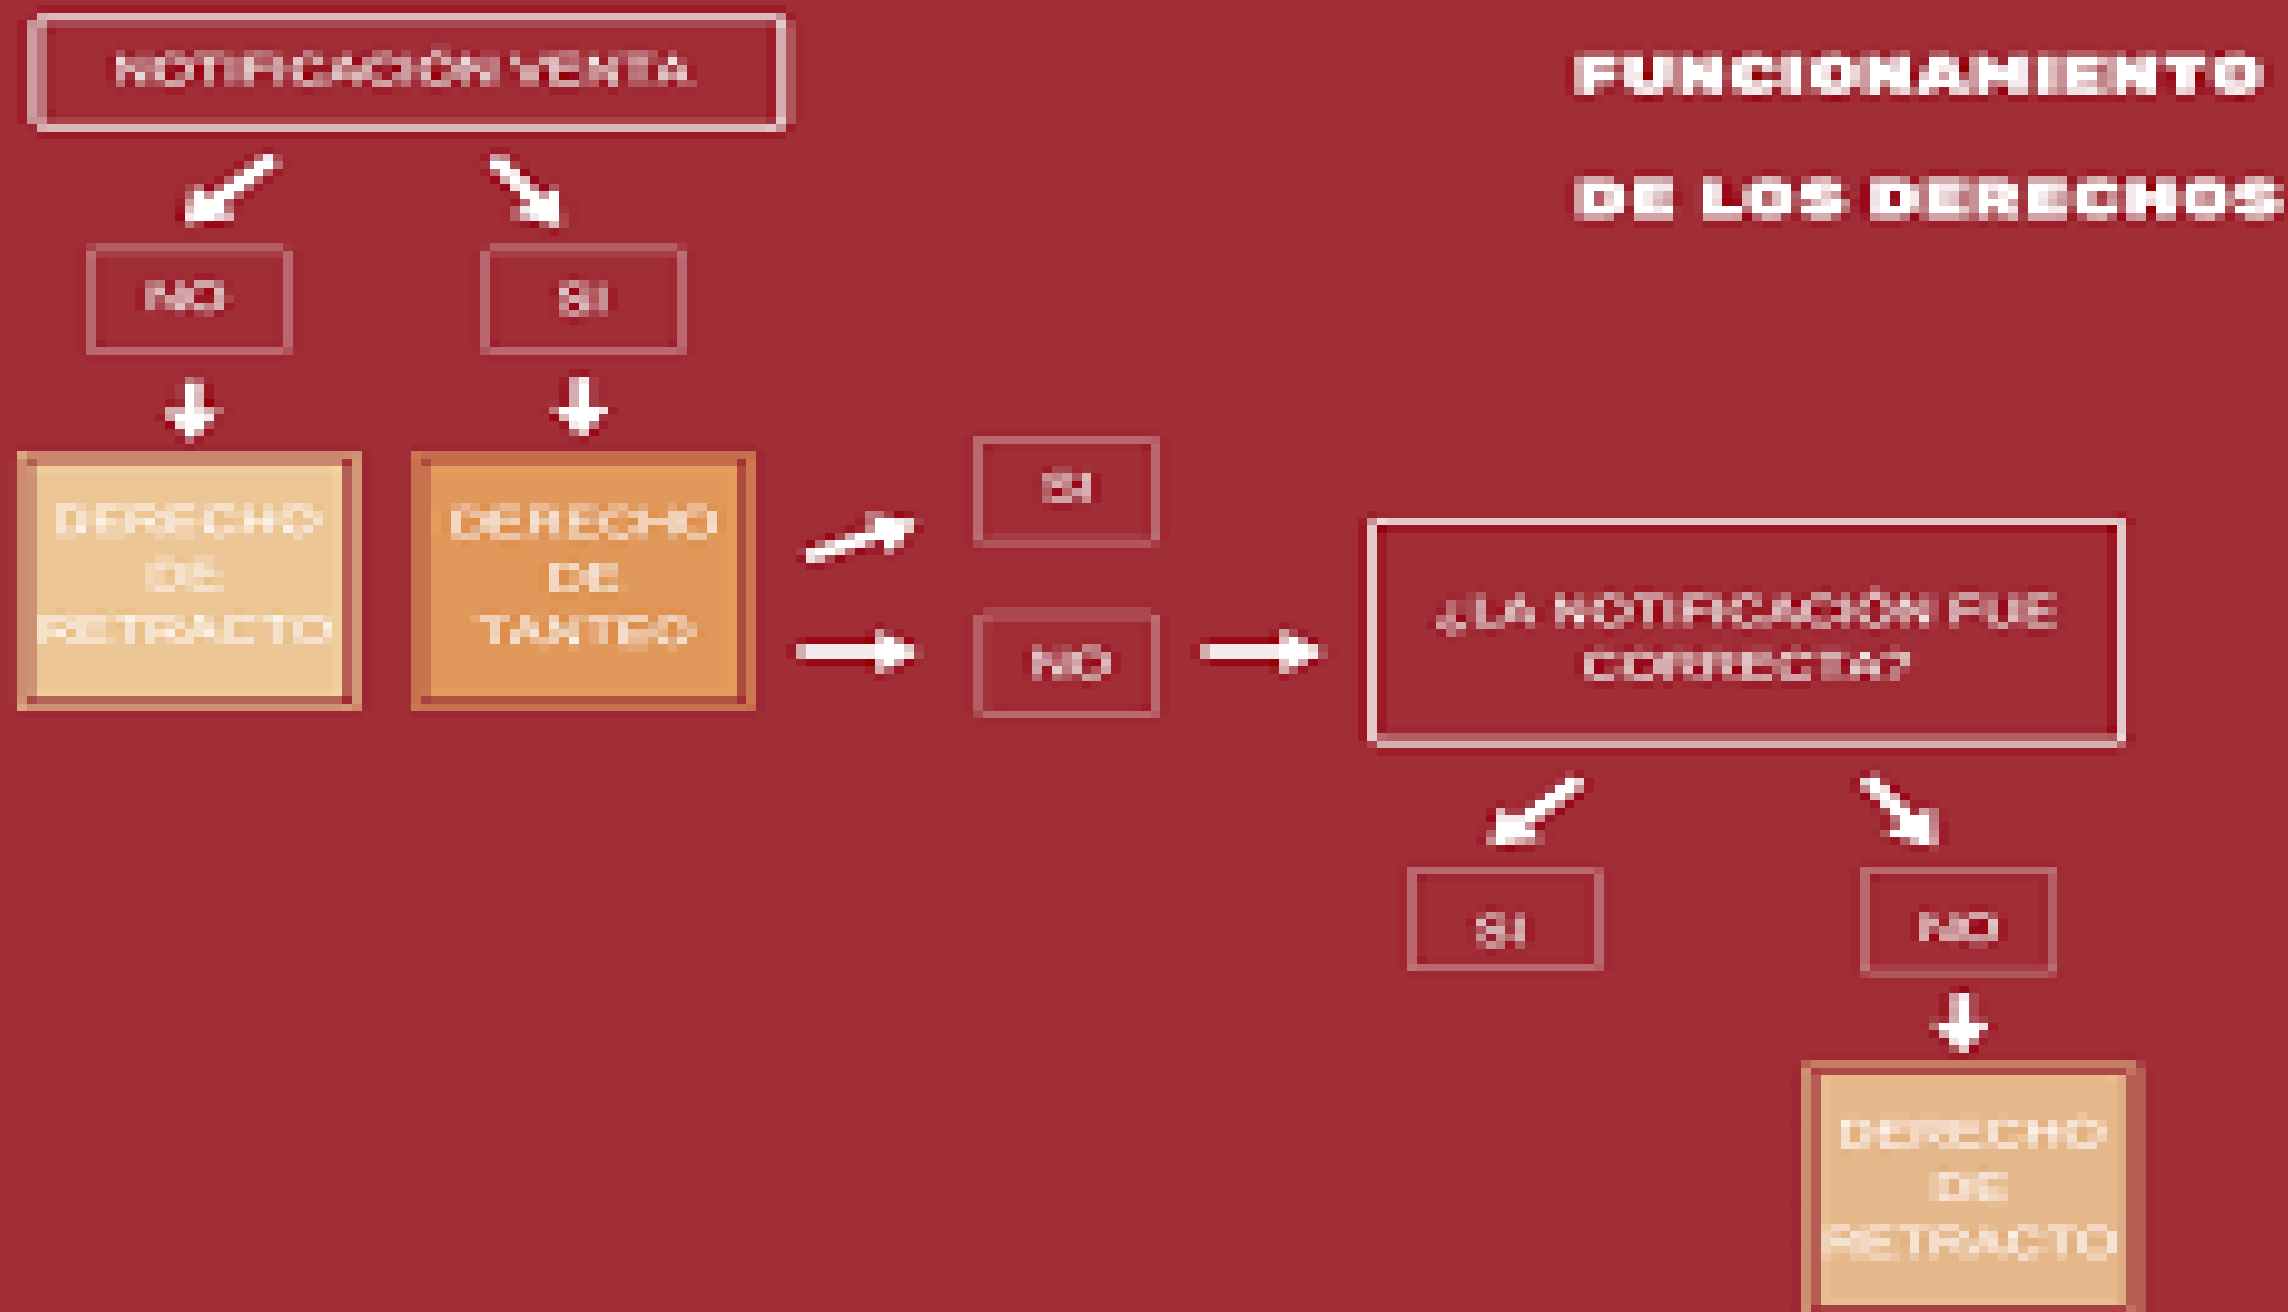 NOTIFICACIÓN VENTA
FUNCIONAMIENTO
DE LOS DERECHOS
NO
SI
DERECHO
DE
RETRACTO
DERECHO
DE
TANTEO
SI
NO
¿LA NOTIFICACIÓN FUE
CORRECTA?
SI
NO
DERECHO
DE
RETRACTO